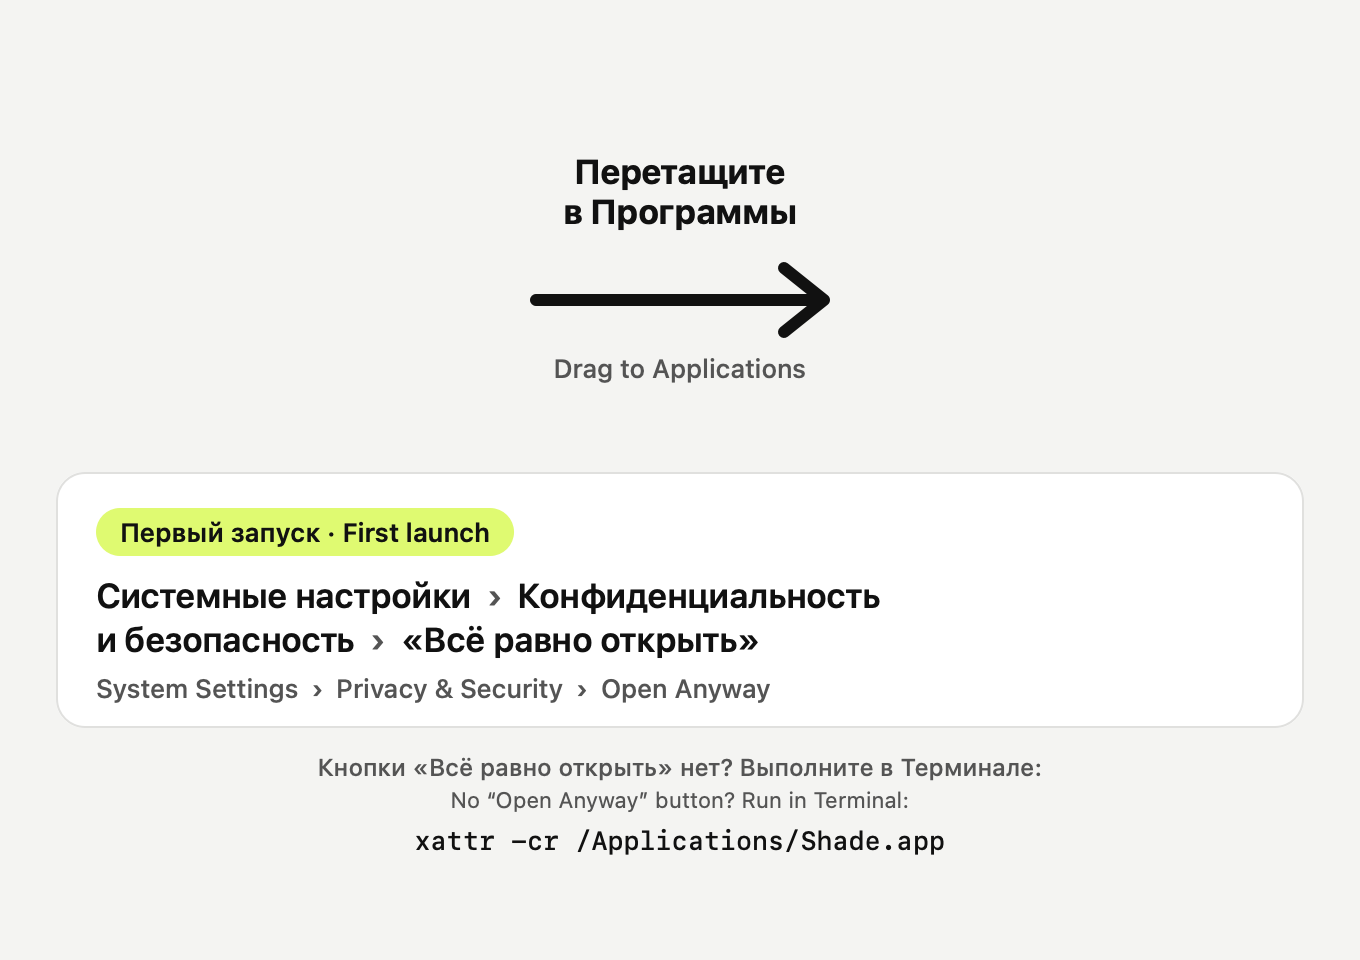 Перетащите
в Программы
Drag to Applications
Первый запуск · First launch
Системные настройки › Конфиденциальность
и безопасность › «Всё равно открыть»
System Settings › Privacy & Security › Open Anyway
Кнопки «Всё равно открыть» нет? Выполните в Терминале:
No “Open Anyway” button? Run in Terminal:
xattr -cr /Applications/Shade.app